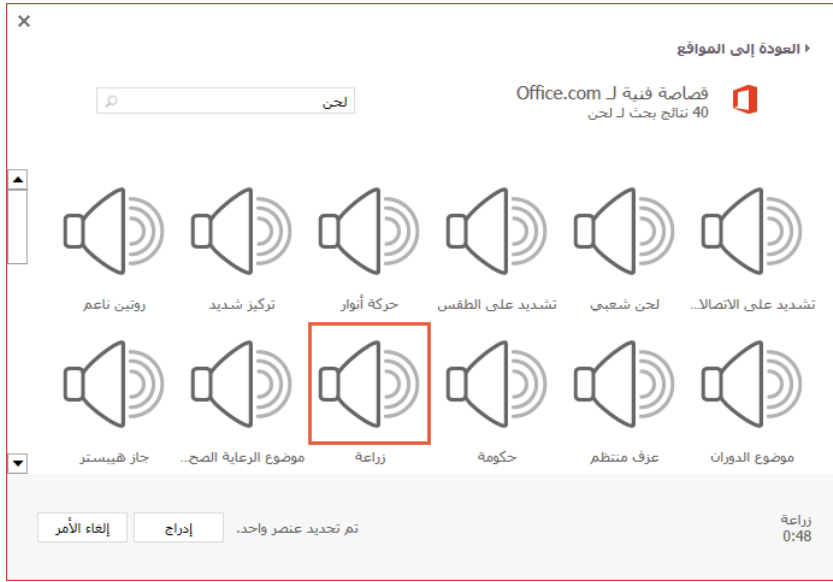 العودة إلى المواقع
قصاصة فنية لـ Office.com
40 نتائج بحث لـ لحن
لحن
تشديد على الاتصالا...
لحن شعبي
تشديد على الطقس
حركة أنوار
تركيز شديد
روتين ناعم
موضوع الدوران
عزف منتظم
حكومة
زراعة
موضوع الرعاية الصح...
جاز هيبستر
زراعة
0:48
تم تحديد عنصر واحد.
إدراج
إلغاء الأمر